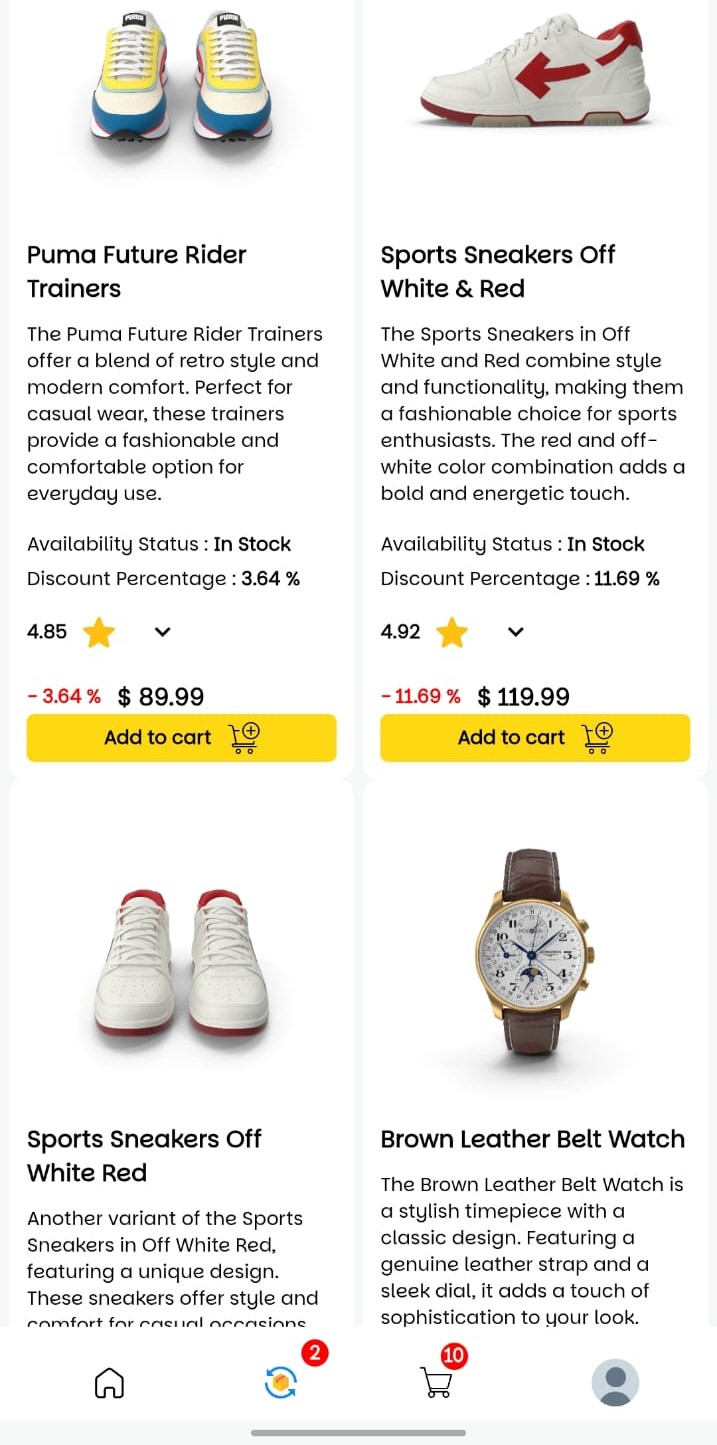 PUMA PUMA
Puma Future Rider
Trainers
The Puma Future Rider Trainers
offer a blend of retro style and
modern comfort. Perfect for
casual wear, these trainers
provide a fashionable and
comfortable option for
everyday use.
Availability Status : In Stock
Discount Percentage : 3.64 %
4.85
- 3.64 % $ 89.99
Add to cart
Sports Sneakers Off
White & Red
The Sports Sneakers in Off
White and Red combine style
and functionality, making them
a fashionable choice for sports
enthusiasts. The red and off-
white color combination adds a
bold and energetic touch.
Availability Status : In Stock
Discount Percentage : 11.69 %
4.92
- 11.69 % $ 119.99
Add to cart
Sports Sneakers Off
White Red
Another variant of the Sports
Sneakers in Off White Red,
featuring a unique design.
These sneakers offer style and
comfort for casual occasions
Brown Leather Belt Watch
The Brown Leather Belt Watch is
a stylish timepiece with a
classic design. Featuring a
genuine leather strap and a
sleek dial, it adds a touch of
sophistication to your look.
2
10